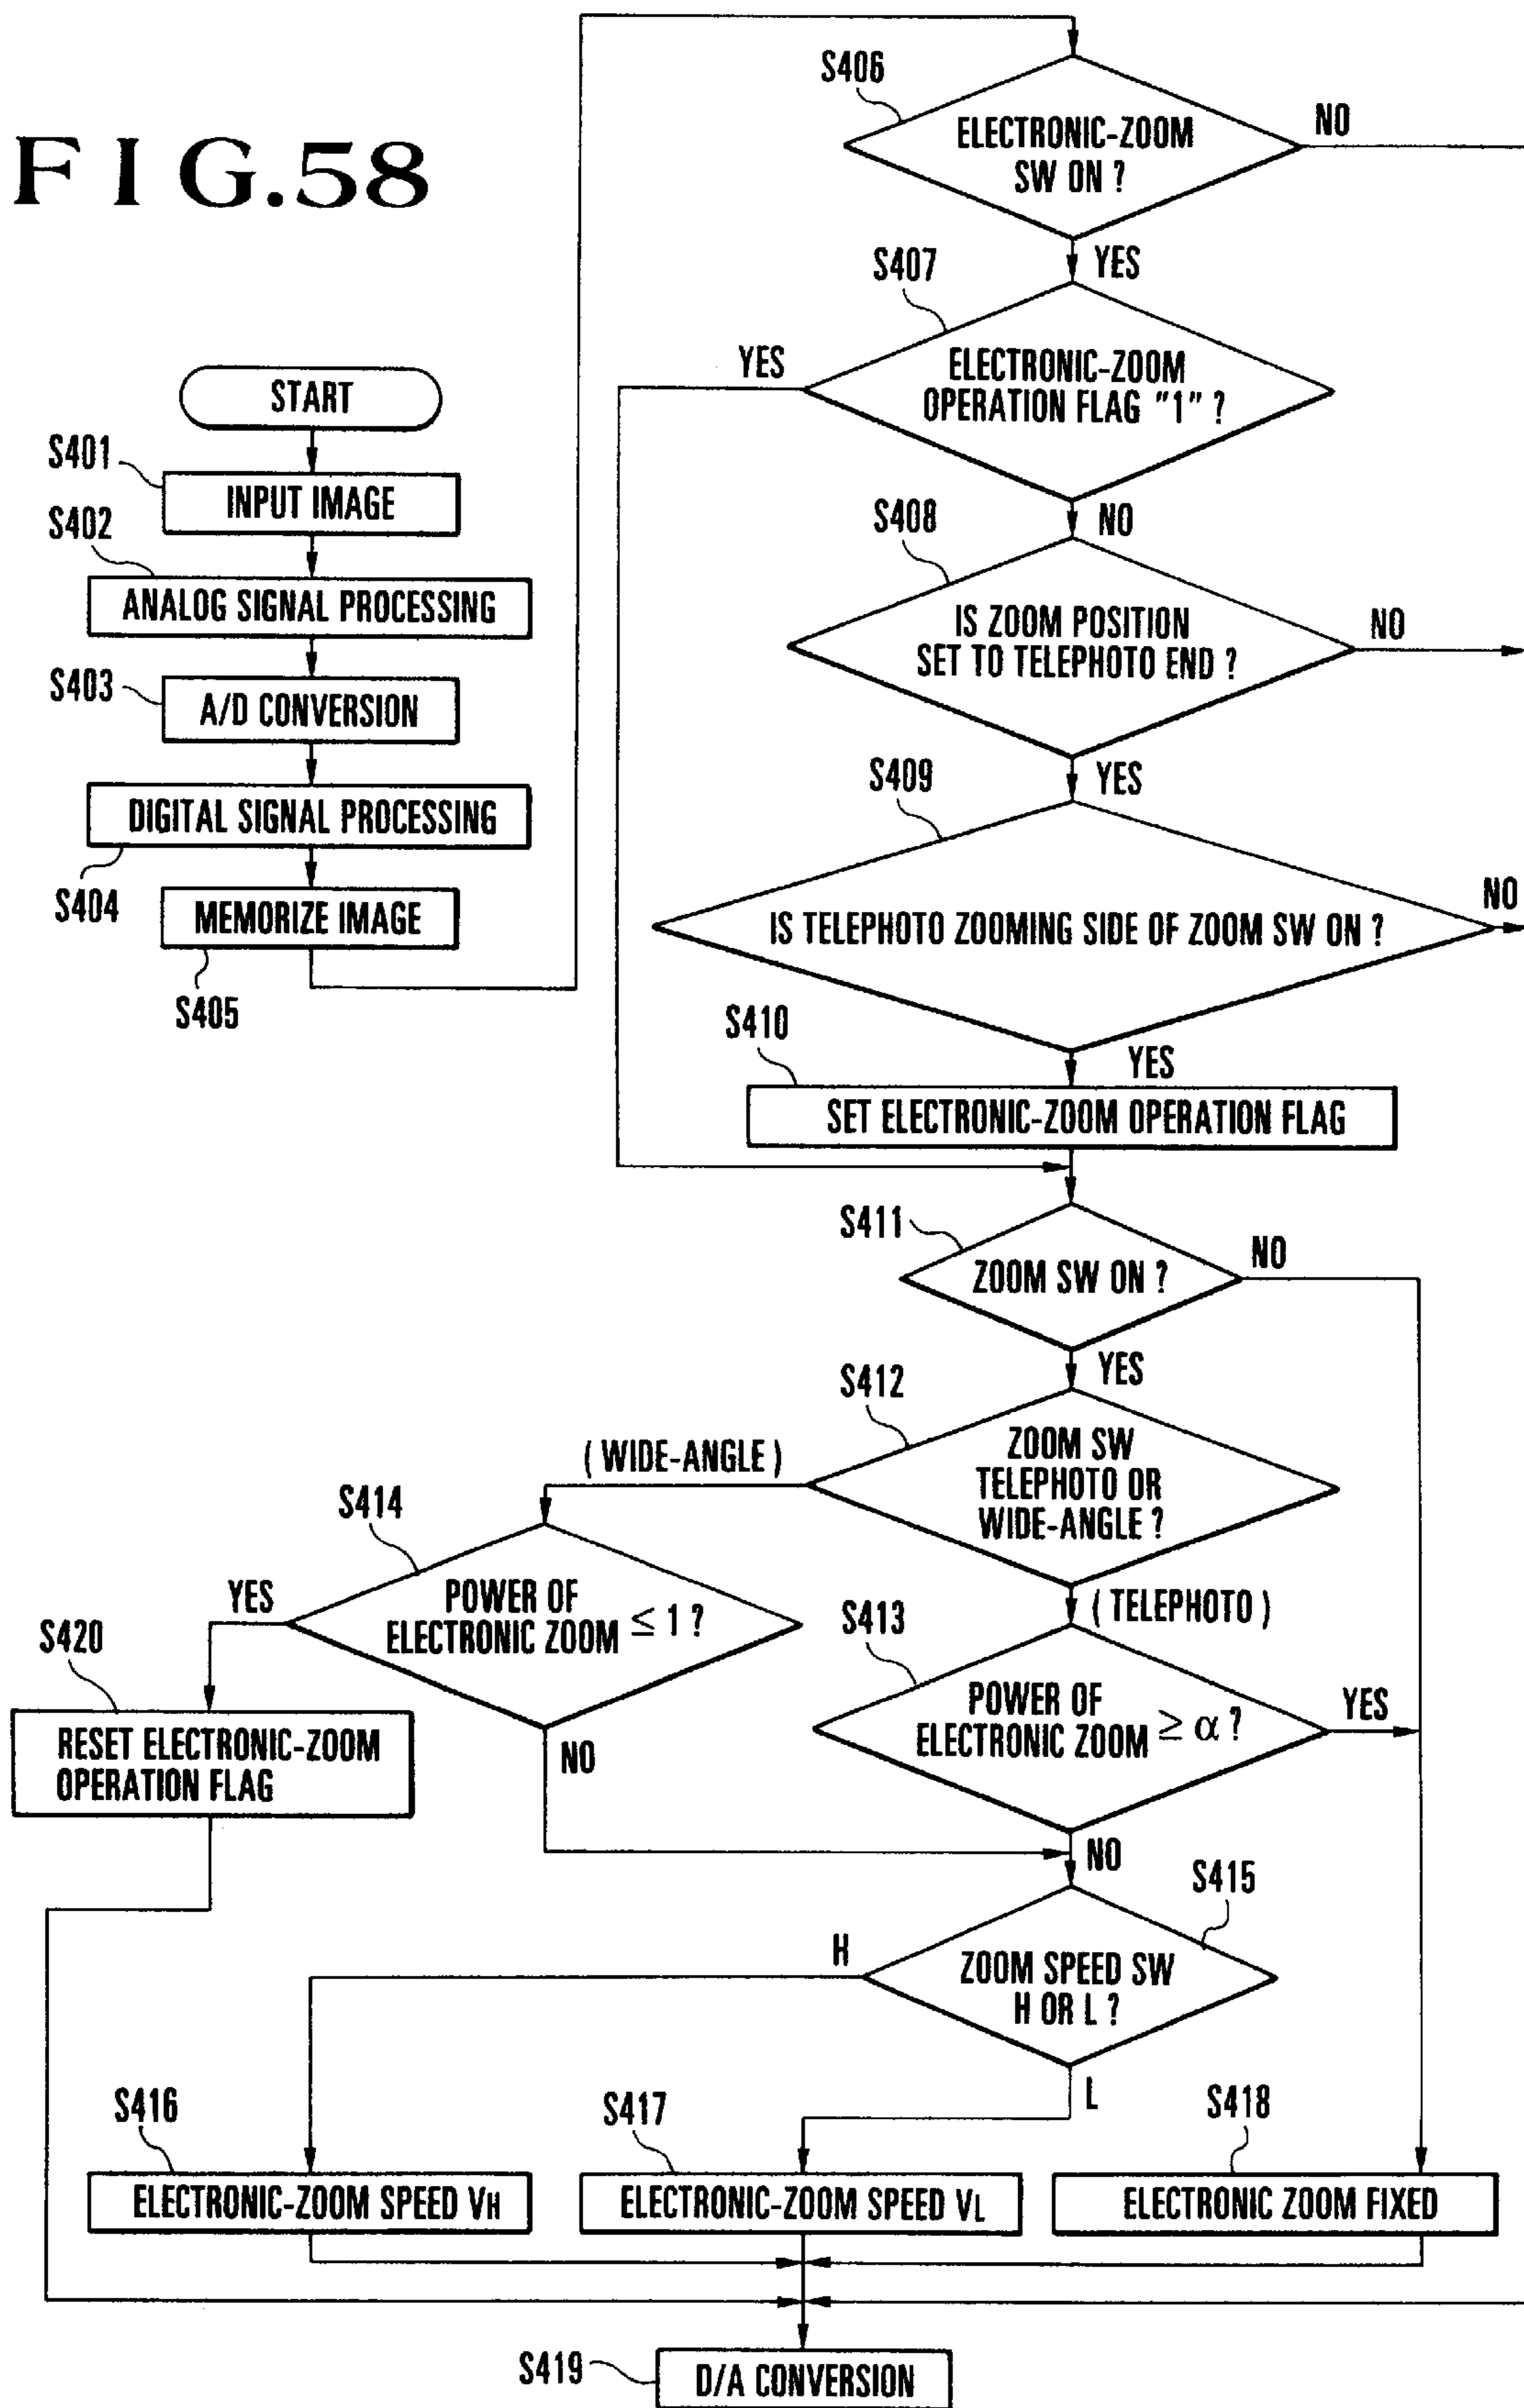 FIG.58
START
S401
INPUT IMAGE
S402
ANALOG SIGNAL PROCESSING
S403
A/D CONVERSION
DIGITAL SIGNAL PROCESSING
S404
MEMORIZE IMAGE
S405
S406
ELECTRONIC-ZOOM
SW ON ?
NO
YES
S407
ELECTRONIC-ZOOM
OPERATION FLAG "1" ?
YES
NO
S408
IS ZOOM POSITION
SET TO TELEPHOTO END ?
NO
YES
S409
IS TELEPHOTO ZOOMING SIDE OF ZOOM SW ON ?
NO
YES
S410
SET ELECTRONIC-ZOOM OPERATION FLAG
S411
ZOOM SW ON ?
NO
YES
S412
ZOOM SW
TELEPHOTO OR
WIDE-ANGLE ?
( WIDE-ANGLE )
( TELEPHOTO )
S414
POWER OF
ELECTRONIC ZOOM ≤ 1 ?
YES
NO
S413
POWER OF
ELECTRONIC ZOOM ≥ α ?
YES
NO
S420
RESET ELECTRONIC-ZOOM
OPERATION FLAG
S415
ZOOM SPEED SW
H OR L ?
H
L
S416
ELECTRONIC-ZOOM SPEED VH
S417
ELECTRONIC-ZOOM SPEED VL
S418
ELECTRONIC ZOOM FIXED
S419
D/A CONVERSION